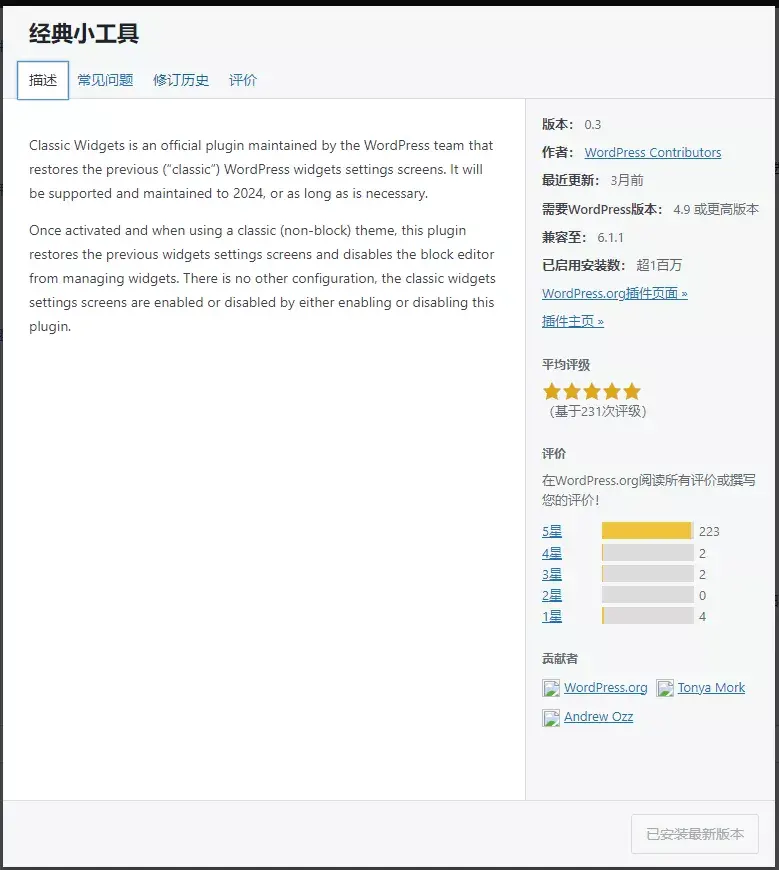 经典小工具
描述 常见问题 修订历史 评价
Classic Widgets is an official plugin maintained by the WordPress team that
restores the previous (“classic”) WordPress widgets settings screens. It will
be supported and maintained to 2024, or as long as is necessary.
Once activated and when using a classic (non-block) theme, this plugin
restores the previous widgets settings screens and disables the block editor
from managing widgets. There is no other configuration, the classic widgets
settings screens are enabled or disabled by either enabling or disabling this
plugin.
版本： 0.3
作者： WordPress Contributors
最近更新： 3月前
需要WordPress版本： 4.9 或更高版本
兼容至： 6.1.1
已启用安装数： 超1百万
WordPress.org插件页面 »
插件主页 »
平均评级
（基于231次评级）
评价
在WordPress.org阅读所有评价或撰写
您的评价！
5星 223
4星 2
3星 2
2星 0
1星 4
贡献者
WordPress.org Tonya Mork
Andrew Ozz
已安装最新版本